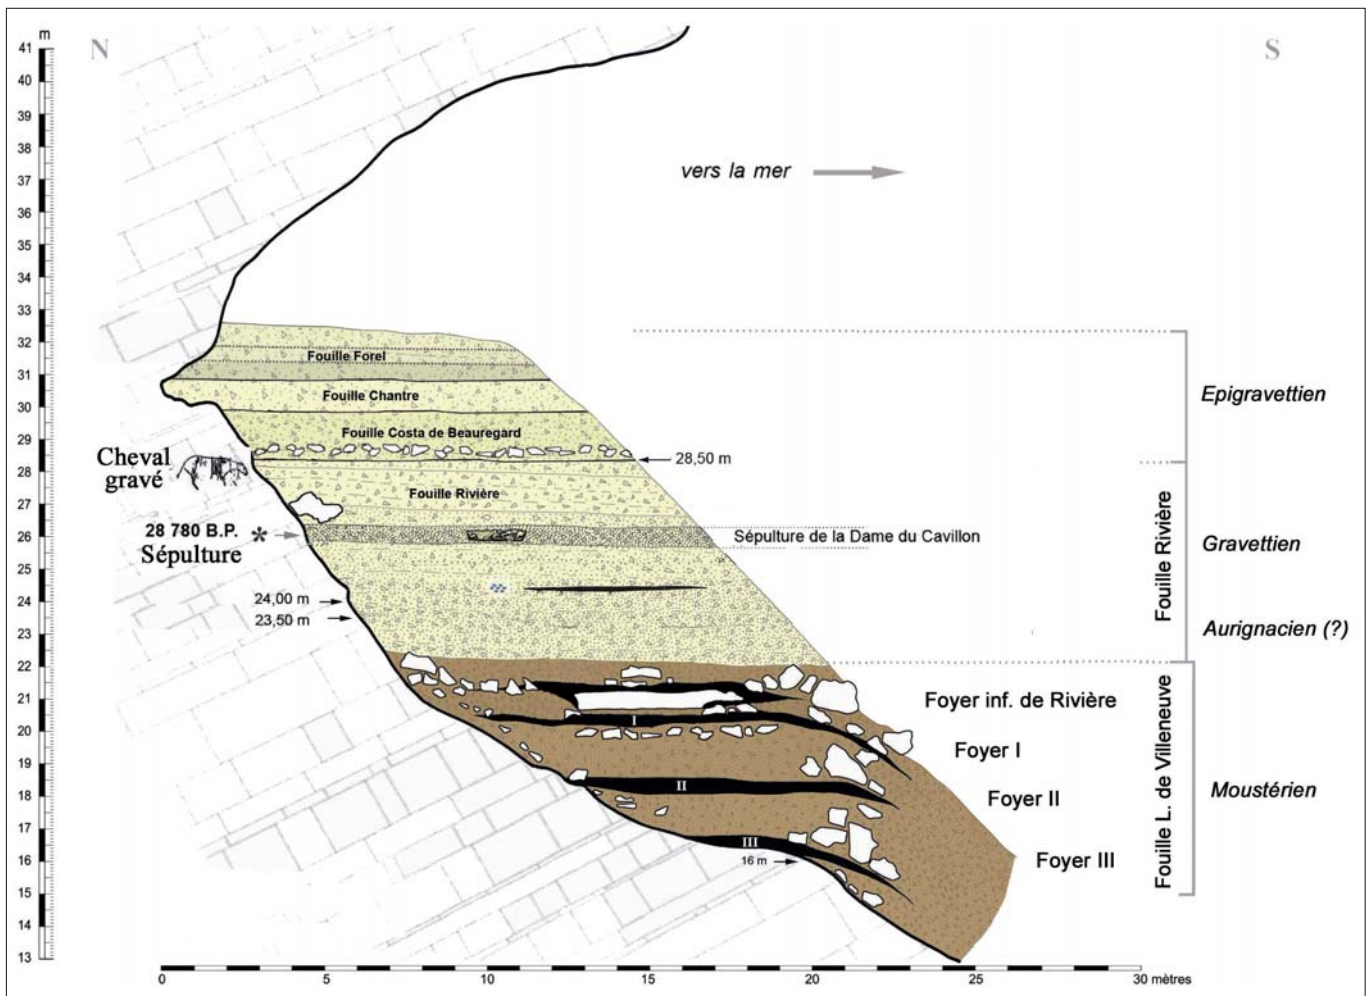 m
41
40
39
38
37
36
35
34
33
32
31
30
29
28
27
26
25
24
23
22
21
20
19
18
17
16
15
14
13
N
S
vers la mer
Fouille Forel
Fouille Chantre
Fouille Costa de Beauregard
28,50 m
Cheval
gravé
Fouille Rivière
28 780 B.P. *
Sépulture
Sépulture de la Dame du Cavillon
24,00 m
23,50 m
Epigravettien
Gravettien
Aurignacien (?)
Fouille Rivière
Foyer inf. de Rivière
I
Foyer I
II
Foyer II
III
16 m
Foyer III
Fouille L. de Villeneuve
Moustérien
0 5 10 15 20 25 30 mètres